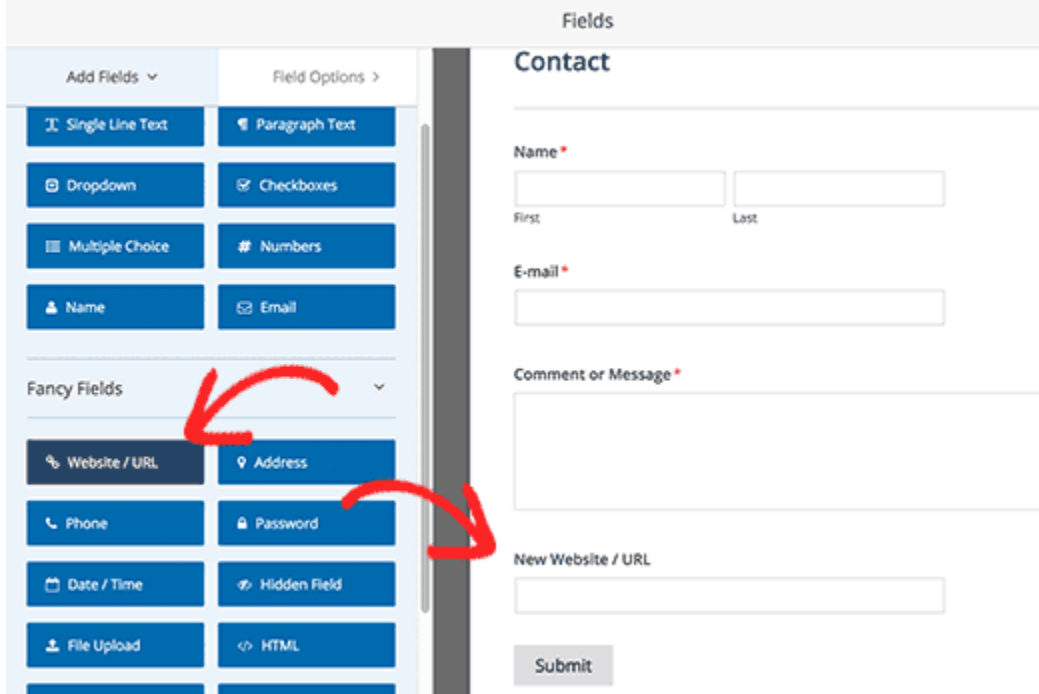 Fields
Add Fields
Field Options
Single Line Text
Paragraph Text
Dropdown
Checkboxes
Multiple Choice
# Numbers
Name
Email
Fancy Fields
Website / URL
Address
Phone
Password
Date / Time
Hidden Field
File Upload
</> HTML
Contact
Name*
First
Last
E-mail*
Comment or Message*
New Website / URL
Submit